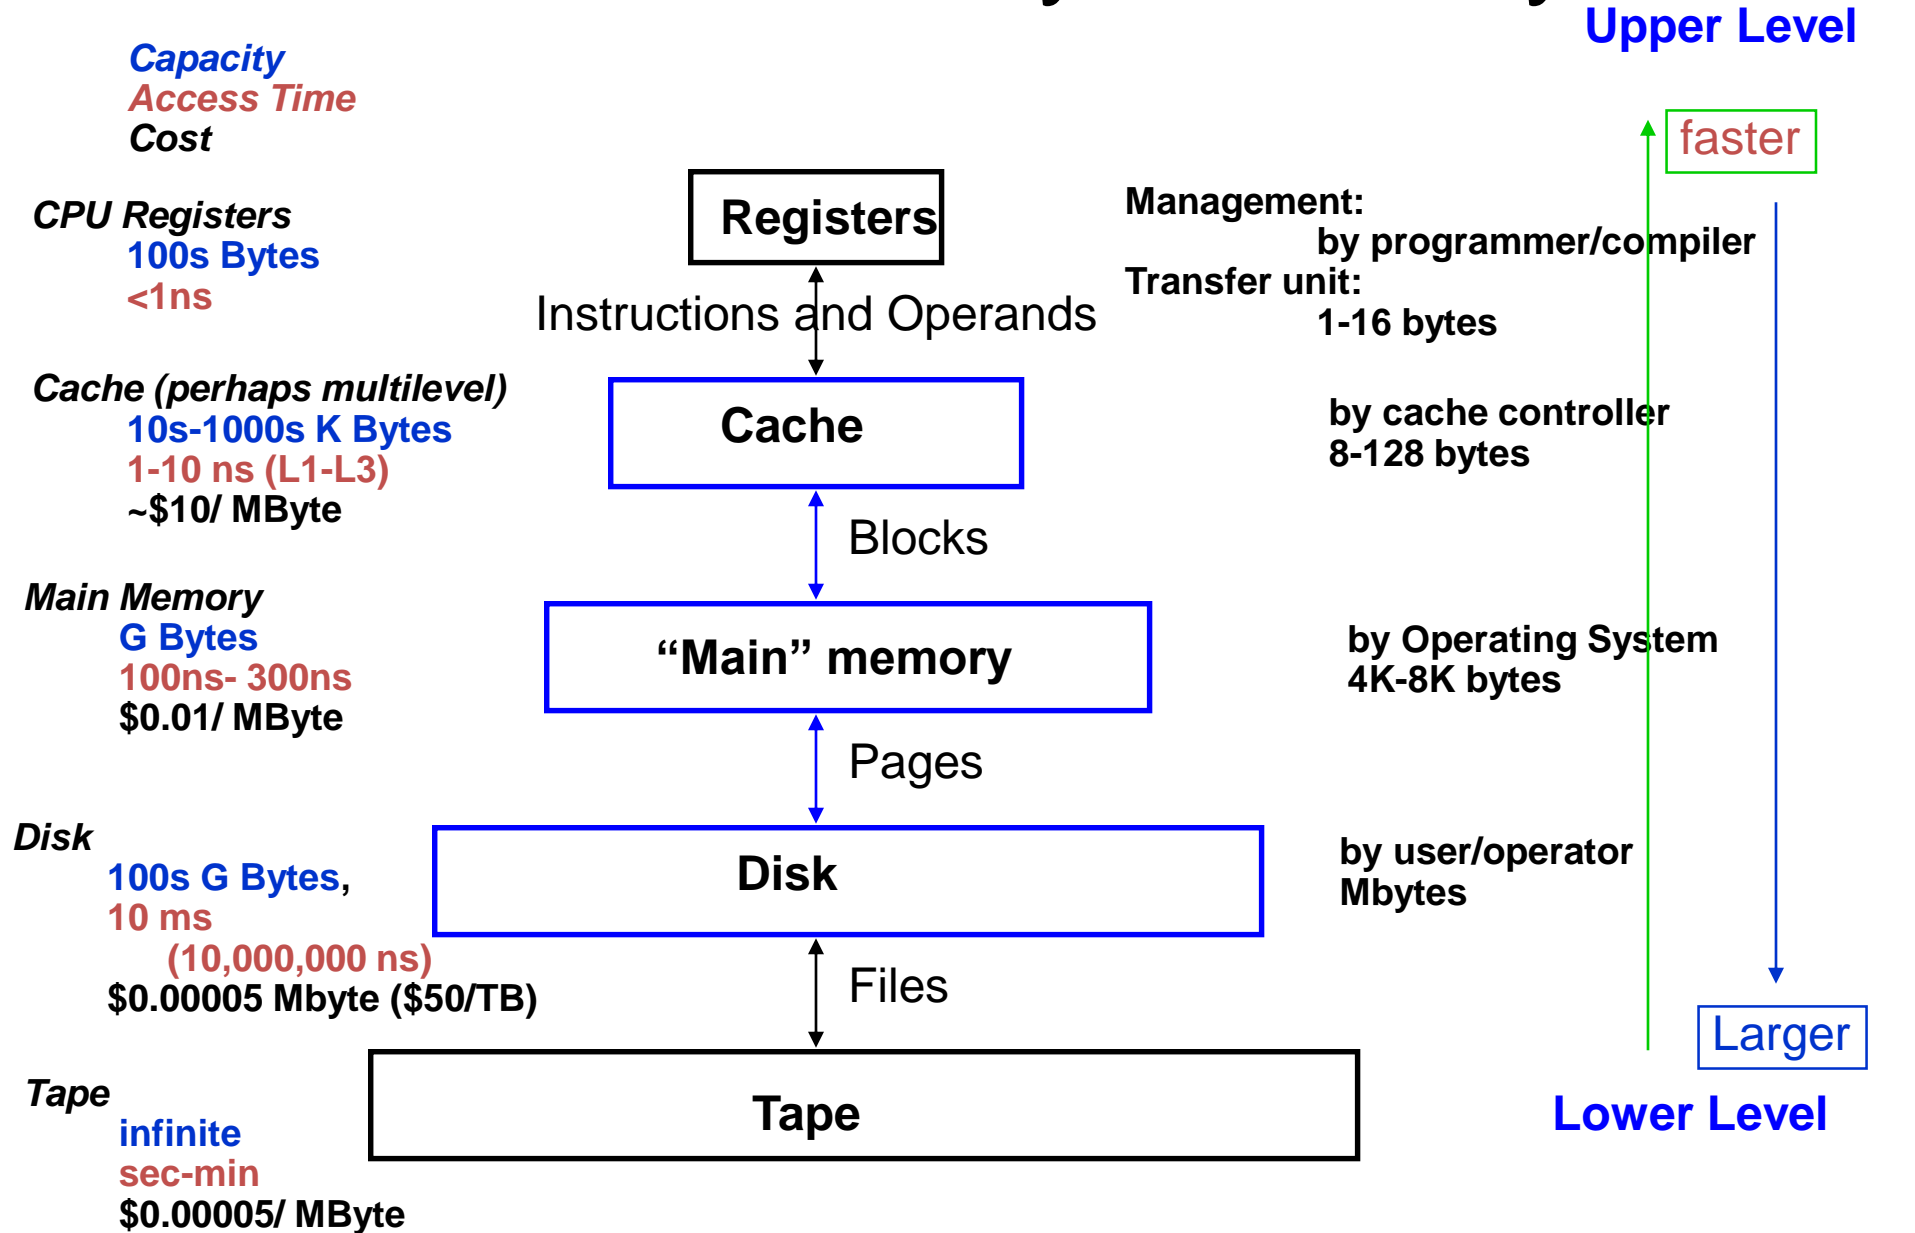 Upper Level
Capacity
Access Time
Cost
faster
CPU Registers
100s Bytes
<1ns
Registers
Management:
by programmer/compiler
Transfer unit:
1-16 bytes
Instructions and Operands
Cache (perhaps multilevel)
10s-1000s K Bytes
1-10 ns (L1-L3)
~$10/ MByte
Cache
by cache controller
8-128 bytes
Blocks
Main Memory
G Bytes
100ns- 300ns
$0.01/ MByte
“Main” memory
by Operating System
4K-8K bytes
Pages
Disk
100s G Bytes,
10 ms
(10,000,000 ns)
$0.00005 Mbyte ($50/TB)
Disk
by user/operator
Mbytes
Files
Larger
Tape
infinite
sec-min
$0.00005/ MByte
Tape
Lower Level